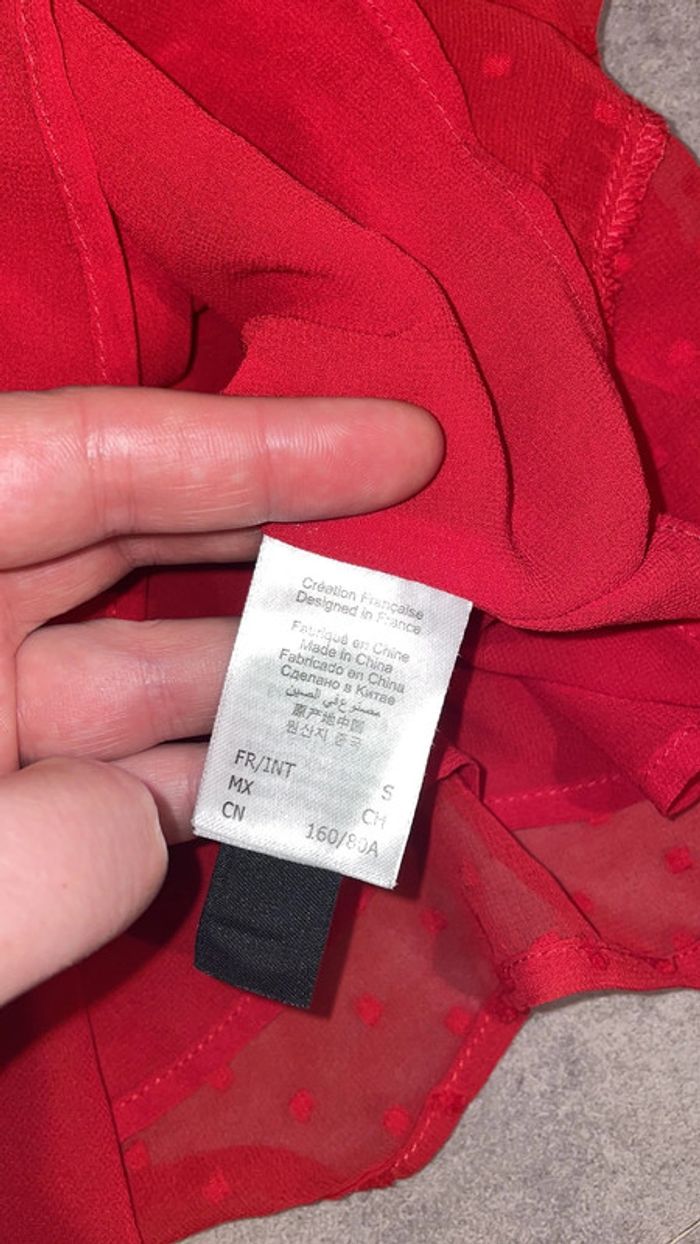 Création Française
Designed in France
Fabriqué en Chine
Made in China
Fabricado en China
Сделано в Китае
مصنوع في الصين
原产地中国
원산지 중국
FR/INT S
MX CH
CN 160/80A